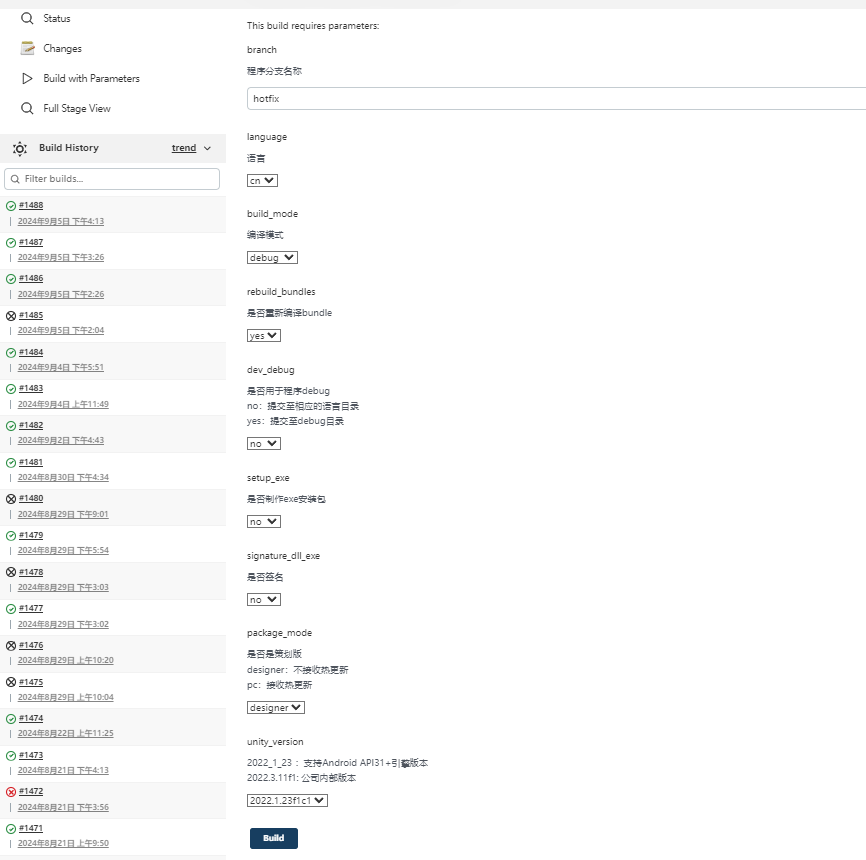 Status
Changes
Build with Parameters
Full Stage View
Build History
trend
Filter builds...
#1488
2024年9月5日 下午4:13
#1487
2024年9月5日 下午3:26
#1486
2024年9月5日 下午2:26
#1485
2024年9月5日 下午2:04
#1484
2024年9月4日 下午5:51
#1483
2024年9月4日 上午11:49
#1482
2024年9月2日 下午4:43
#1481
2024年8月30日 下午4:34
#1480
2024年8月29日 下午9:01
#1479
2024年8月29日 下午5:54
#1478
2024年8月29日 下午3:03
#1477
2024年8月29日 下午3:02
#1476
2024年8月29日 上午10:20
#1475
2024年8月29日 上午10:04
#1474
2024年8月22日 上午11:25
#1473
2024年8月21日 下午4:13
#1472
2024年8月21日 下午3:56
#1471
2024年8月21日 上午9:50
This build requires parameters:
branch
程序分支名称
hotfix
language
语言
cn
build_mode
编译模式
debug
rebuild_bundles
是否重新编译bundle
yes
dev_debug
是否用于程序debug
no：提交至相应的语言目录
yes：提交至debug目录
no
setup_exe
是否制作exe安装包
no
signature_dll_exe
是否签名
no
package_mode
是否是策划版
designer：不接收热更新
pc：接收热更新
designer
unity_version
2022_1_23 ：支持Android API31+引擎版本
2022.3.11f1: 公司内部版本
2022.1.23f1c1
Build